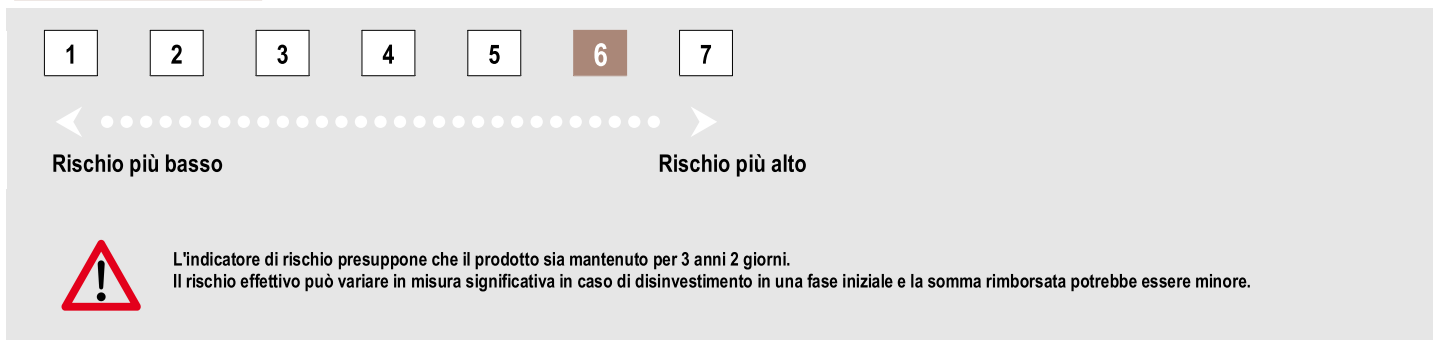 1 2 3 4 5 6 7
Rischio più basso Rischio più alto
L'indicatore di rischio presuppone che il prodotto sia mantenuto per 3 anni 2 giorni.
Il rischio effettivo può variare in misura significativa in caso di disinvestimento in una fase iniziale e la somma rimborsata potrebbe essere minore.